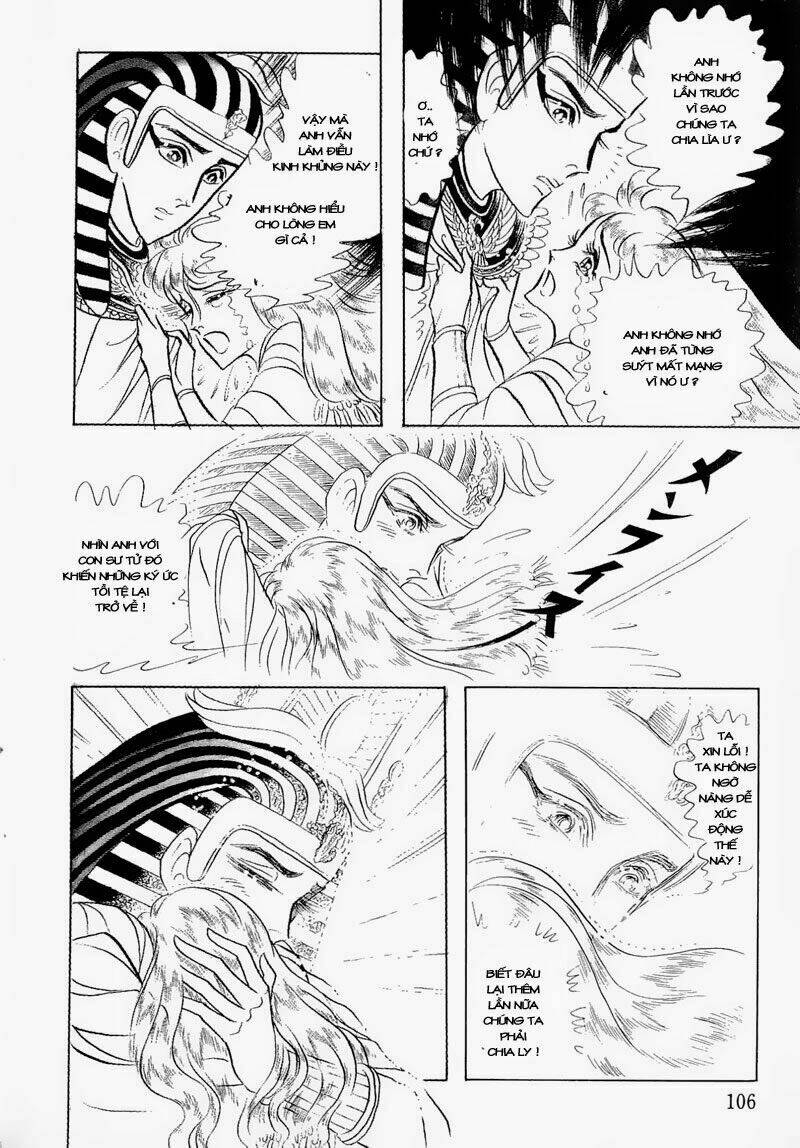 ANH
KHÔNG NHỚ
LẦN TRƯỚC
VÌ SAO
CHÚNG TA
CHIA LÌA Ư ?
Ơ..
TA
NHỚ
CHỨ ?
ANH KHÔNG NHỚ
ANH ĐÃ TỪNG
SUÝT MẤT MẠNG
VÌ NÓ Ư ?
VẬY MÀ
ANH VẪN
LÀM ĐIỀU
KINH KHỦNG NÀY !
ANH KHÔNG HIỂU
CHO LÒNG EM
GÌ CẢ !
メンフィス
NHÌN ANH VỚI
CON SƯ TỬ ĐÓ
KHIẾN NHỮNG KÝ ỨC
TỒI TỆ LẠI
TRỞ VỀ !
TA
XIN LỖI !
TA KHÔNG
NGỜ
NÀNG DỄ
XÚC
ĐỘNG
THẾ
NÀY !
BIẾT ĐÂU
LẠI THÊM
LẦN NỮA
CHÚNG TA
PHẢI
CHIA LY !
106